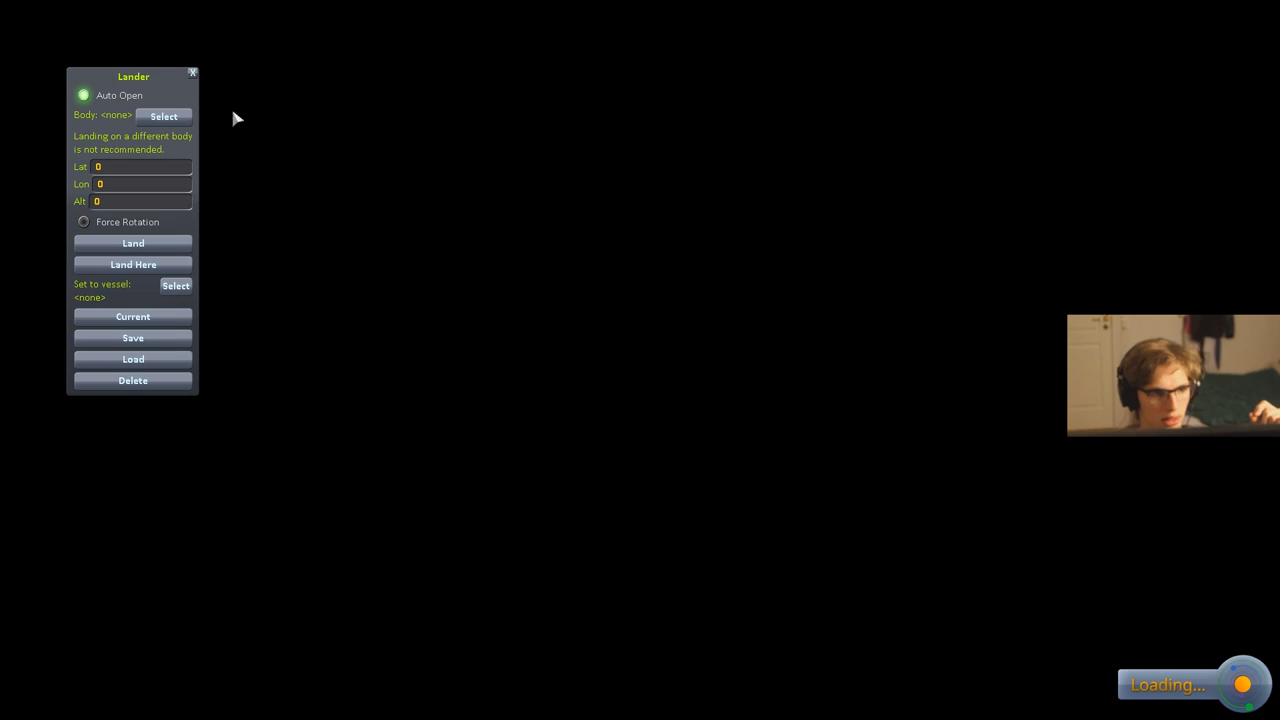 Lander
X
Auto Open
Body: <none>
Select
Landing on a different body
is not recommended.
Lat 0
Lon 0
Alt 0
Force Rotation
Land
Land Here
Set to vessel:
<none>
Select
Current
Save
Load
Delete
Loading...